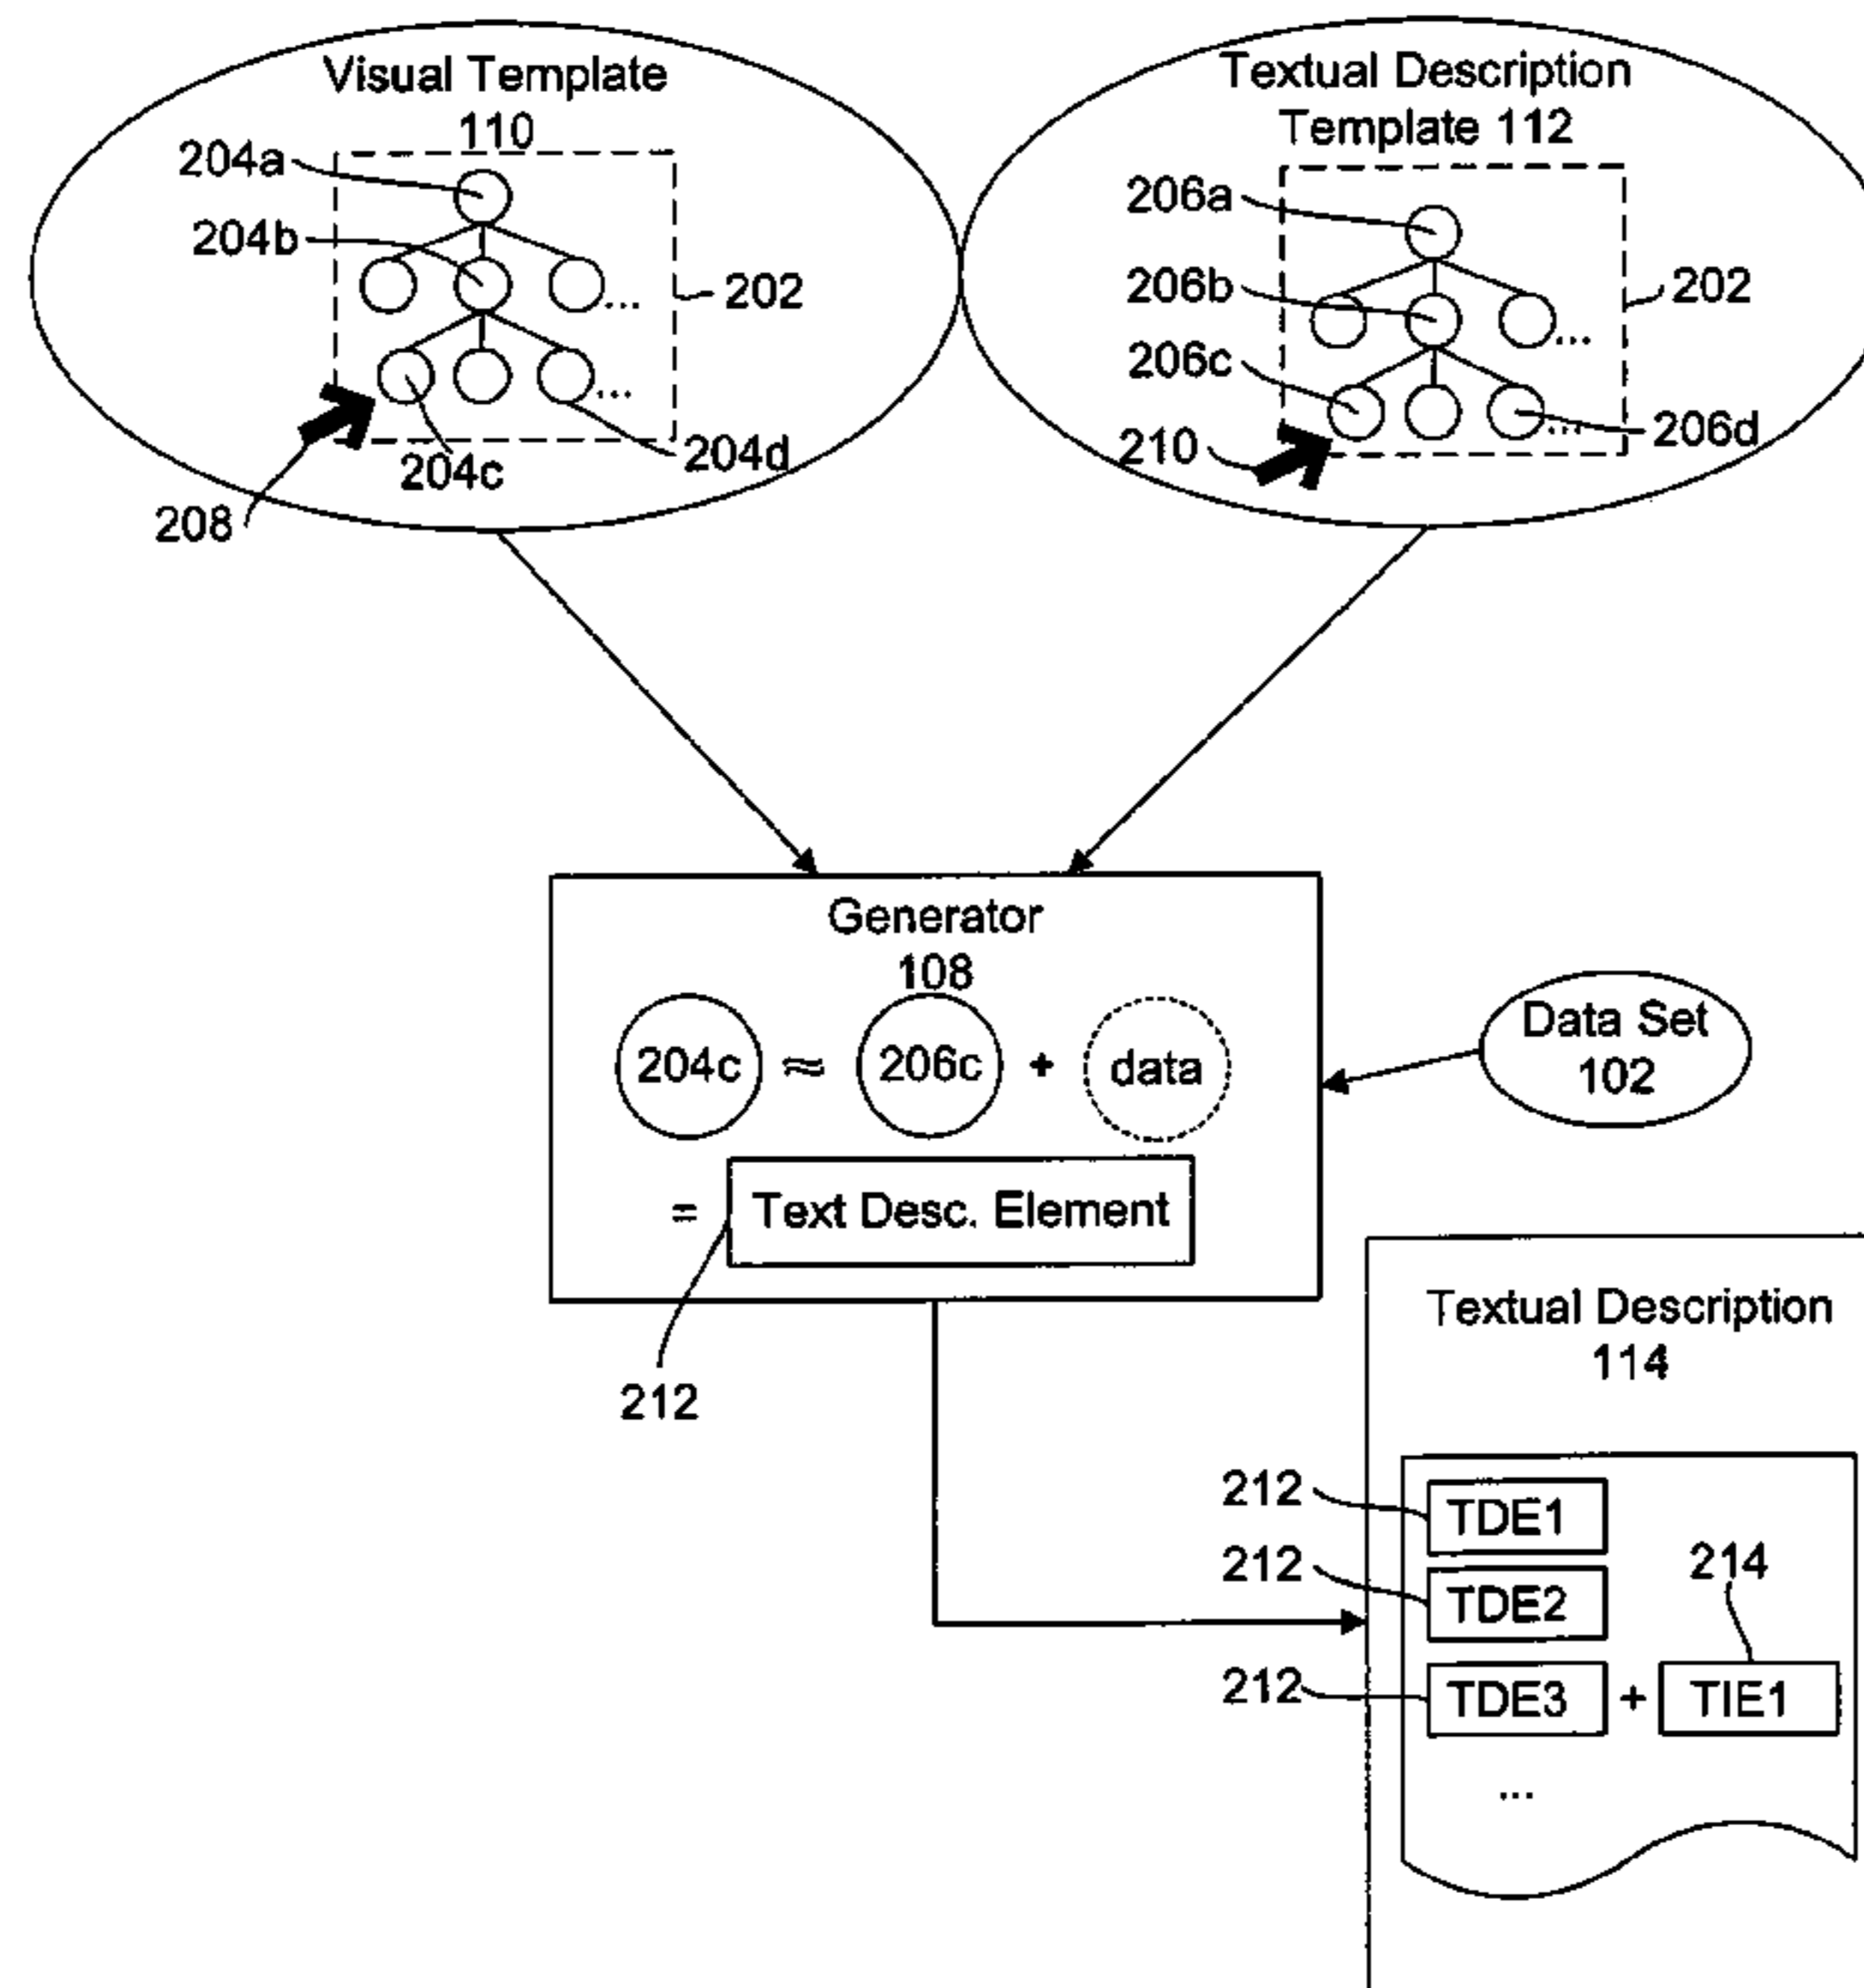 Visual Template
110
204a
204b
202
204c
204d
208
Textual Description
Template 112
206a
206b
202
206c
206d
210
Generator
108
204c ≈ 206c + data
= Text Desc. Element
212
Data Set
102
Textual Description
114
212
TDE1
212
TDE2
214
212
TDE3 + TIE1
...